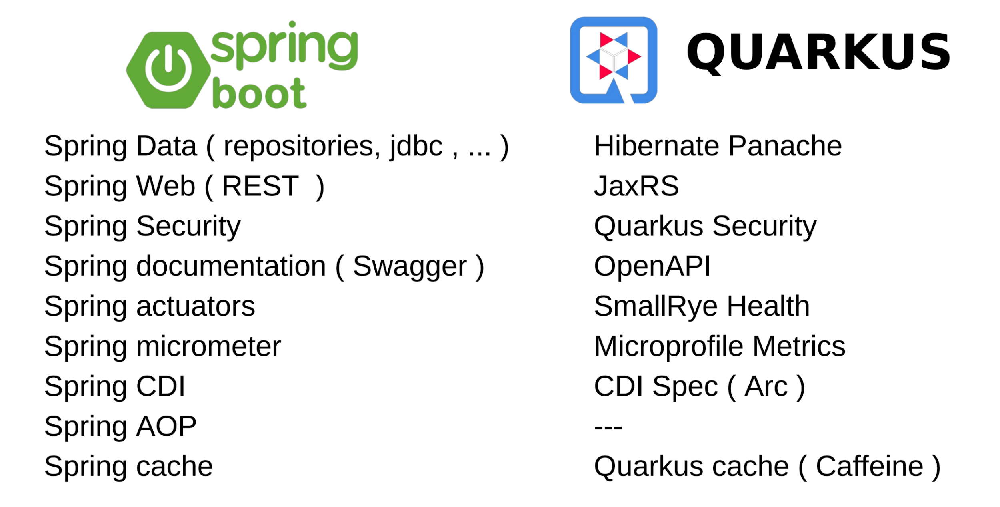 spring
boot
QUARKUS
Spring Data ( repositories, jdbc , ... )
Hibernate Panache
Spring Web ( REST  )
JaxRS
Spring Security
Quarkus Security
Spring documentation ( Swagger )
OpenAPI
Spring actuators
SmallRye Health
Spring micrometer
Microprofile Metrics
Spring CDI
CDI Spec ( Arc )
Spring AOP
---
Spring cache
Quarkus cache ( Caffeine )